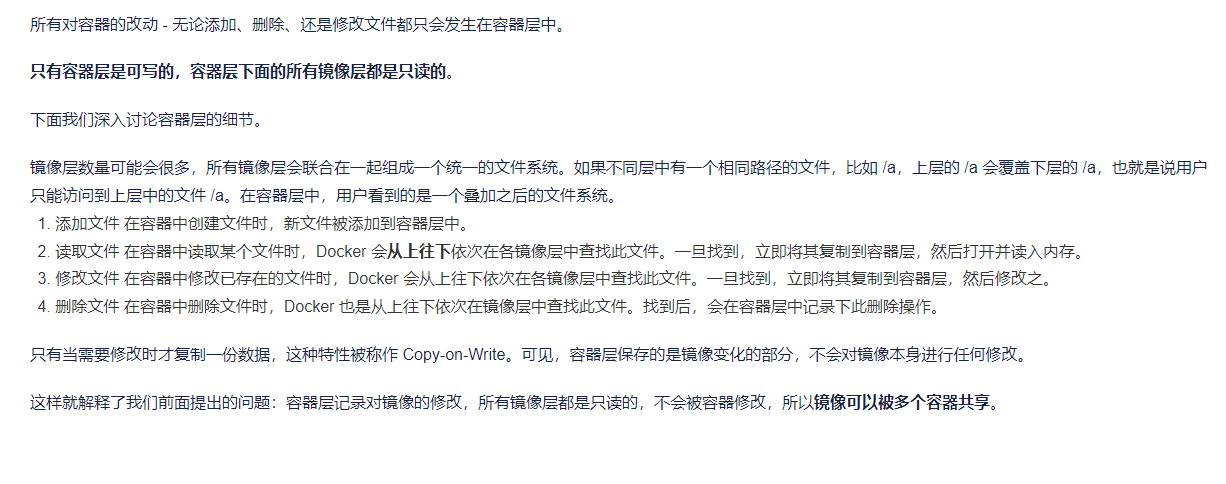 所有对容器的改动 - 无论添加、删除、还是修改文件都只会发生在容器层中。
只有容器层是可写的，容器层下面的所有镜像层都是只读的。
下面我们深入讨论容器层的细节。
镜像层数量可能会很多，所有镜像层会联合在一起组成一个统一的文件系统。如果不同层中有一个相同路径的文件，比如 /a，上层的 /a 会覆盖下层的 /a，也就是说用户
只能访问到上层中的文件 /a。在容器层中，用户看到的是一个叠加之后的文件系统。
1. 添加文件 在容器中创建文件时，新文件被添加到容器层中。
2. 读取文件 在容器中读取某个文件时，Docker 会从上往下依次在各镜像层中查找此文件。一旦找到，立即将其复制到容器层，然后打开并读入内存。
3. 修改文件 在容器中修改已存在的文件时，Docker 会从上往下依次在各镜像层中查找此文件。一旦找到，立即将其复制到容器层，然后修改之。
4. 删除文件 在容器中删除文件时，Docker 也是从上往下依次在镜像层中查找此文件。找到后，会在容器层中记录下此删除操作。
只有当需要修改时才复制一份数据，这种特性被称作 Copy-on-Write。可见，容器层保存的是镜像变化的部分，不会对镜像本身进行任何修改。
这样就解释了我们前面提出的问题：容器层记录对镜像的修改，所有镜像层都是只读的，不会被容器修改，所以镜像可以被多个容器共享。